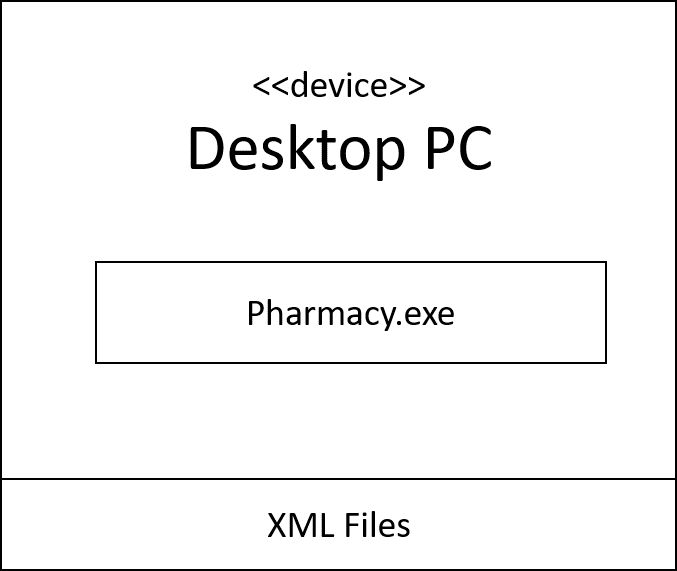 <<device>>
Desktop PC
Pharmacy.exe
XML Files